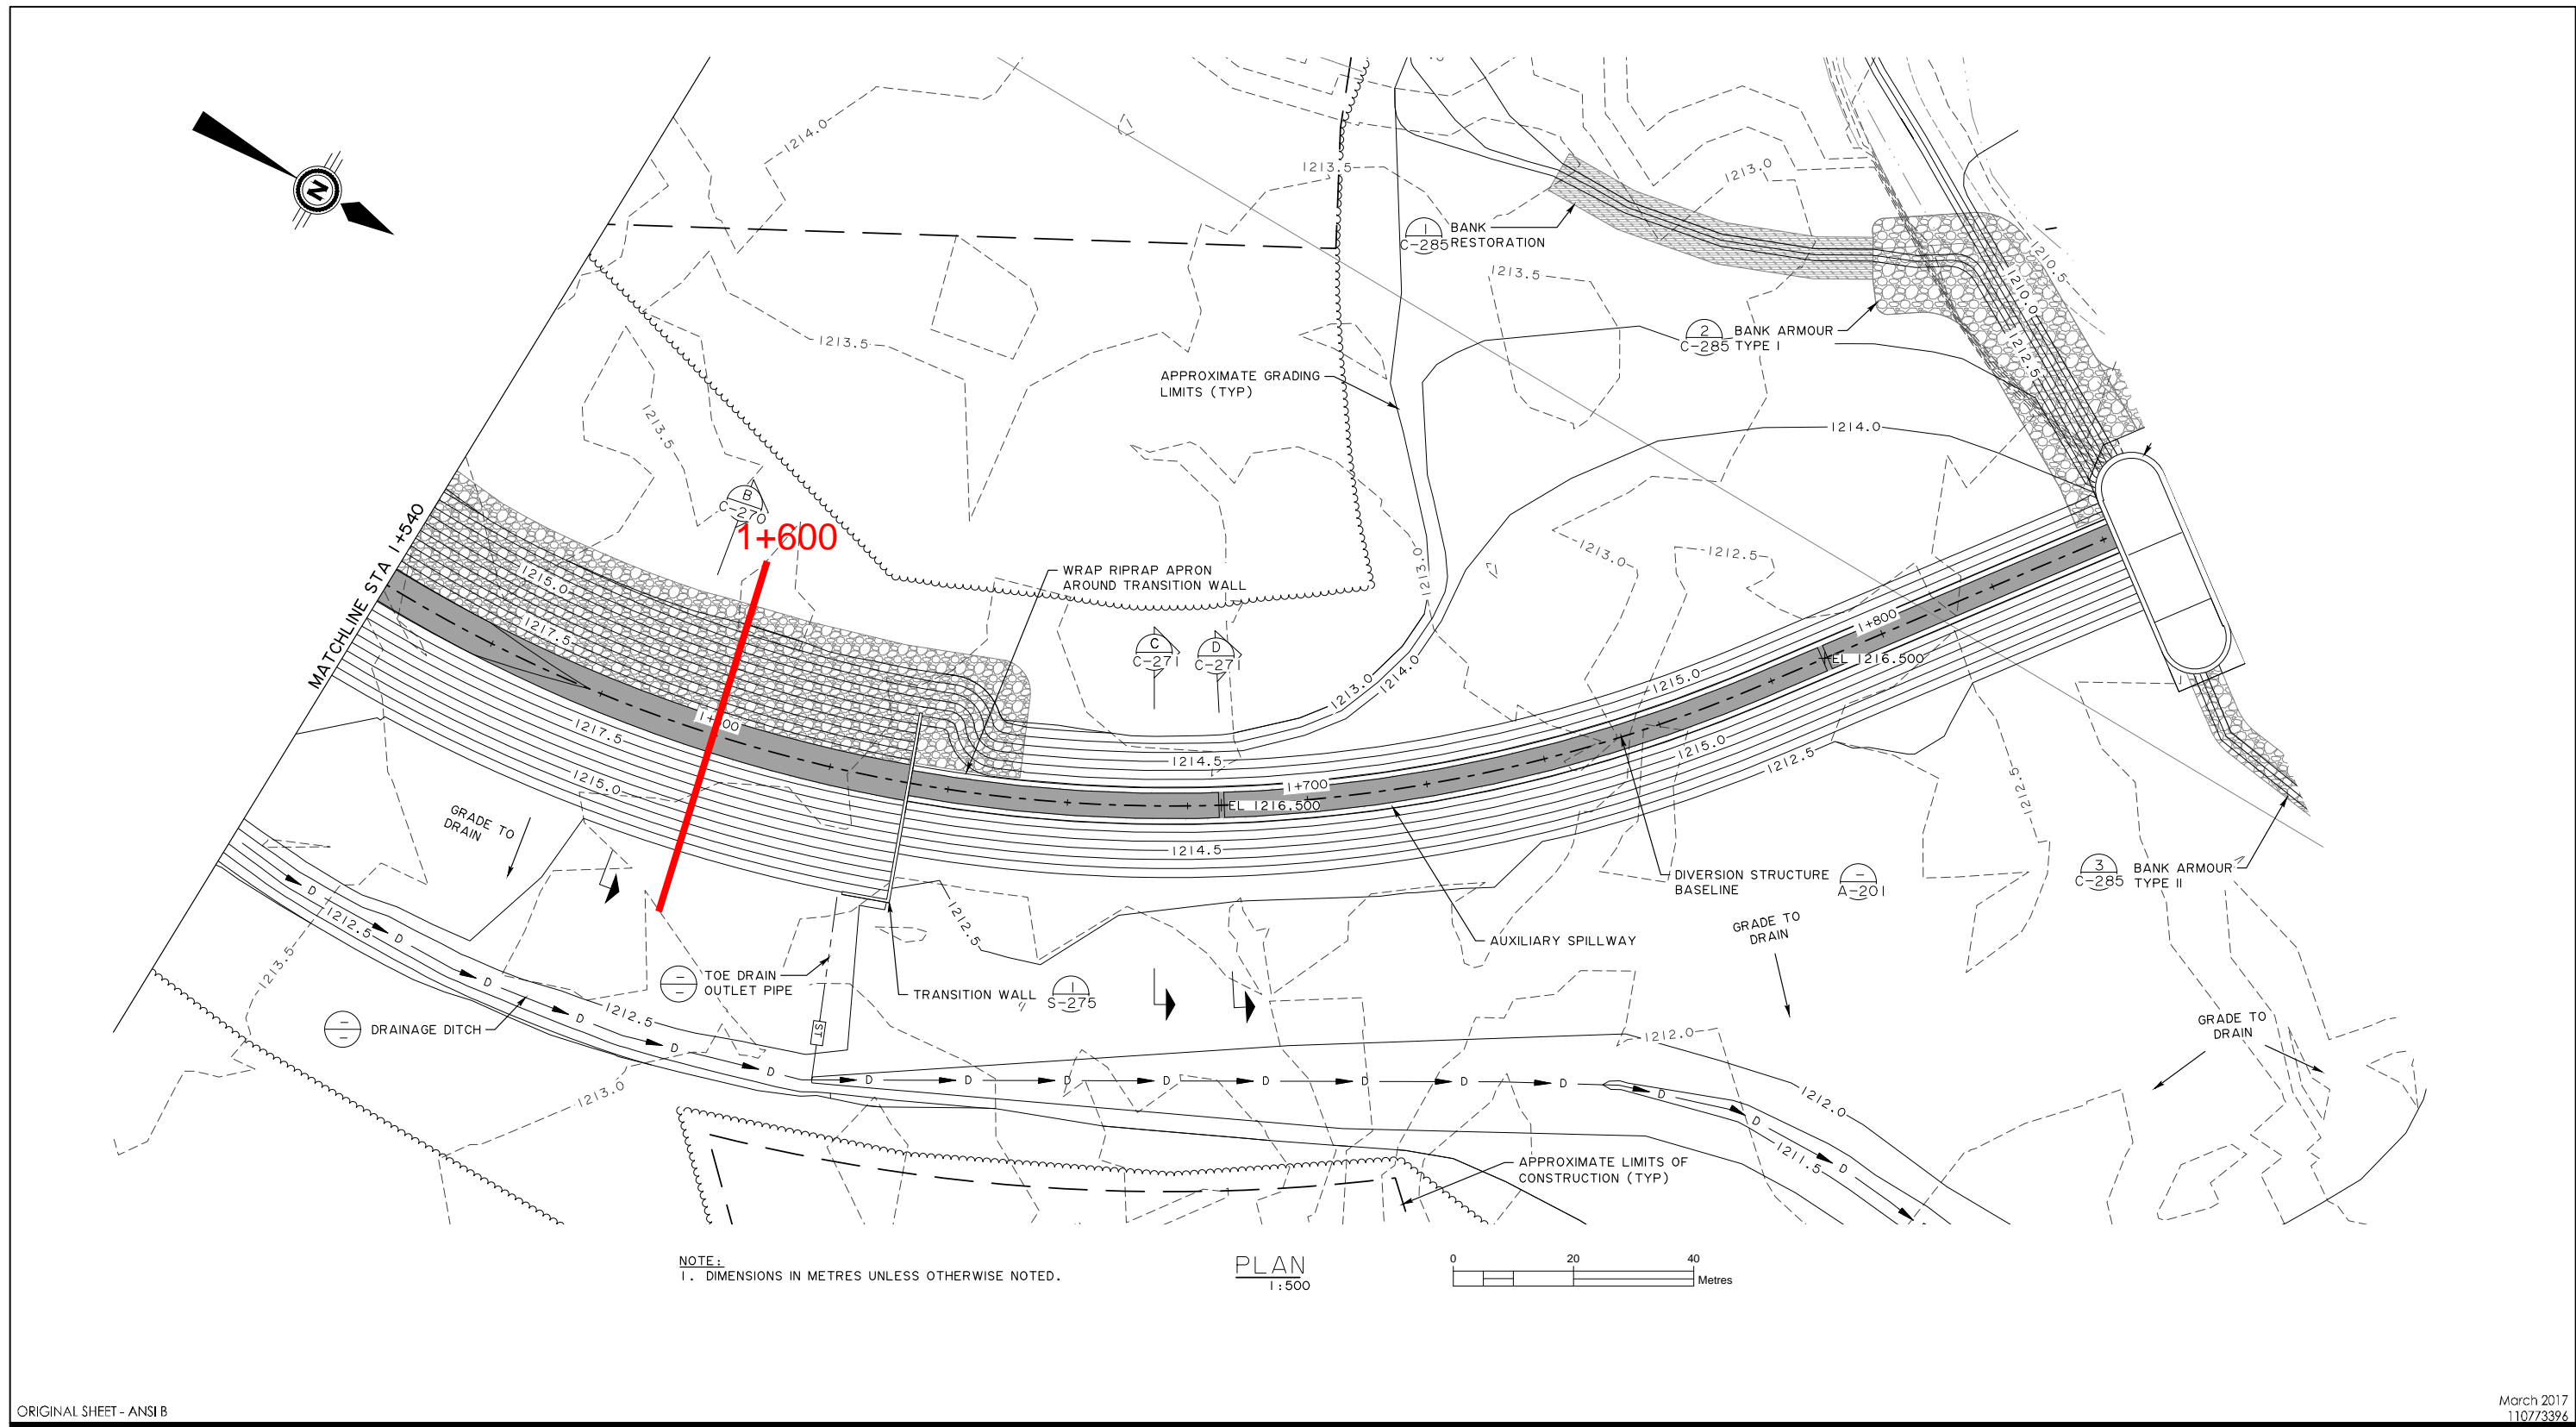 N
1214.0
1213.5
1213.0
1
C-285
BANK
RESTORATION
1213.5
1210.5
1210.0
1212.5
2
C-285
BANK ARMOUR
TYPE I
1213.5
1213.5
APPROXIMATE GRADING
LIMITS (TYP)
1214.0
MATCHLINE STA 1+540
B
C-270
1+600
1215.0
1217.5
WRAP RIPRAP APRON
AROUND TRANSITION WALL
1213.0
1213.0
1212.5
C
C-271
D
C-271
1213.0
1214.0
1215.0
1+800
EL 1216.500
1217.5
1215.0
1214.5
1+700
EL 1216.500
1214.5
1215.0
1212.5
1212.5
GRADE TO
DRAIN
DIVERSION STRUCTURE
BASELINE
–
A-201
3
C-285
BANK ARMOUR
TYPE II
AUXILIARY SPILLWAY
GRADE TO
DRAIN
1212.5
1213.5
1212.5
–
–
TOE DRAIN
OUTLET PIPE
TRANSITION WALL
1
S-275
–
–
DRAINAGE DITCH
1212.5
ST
1212.0
GRADE TO
DRAIN
D D D D D D
D D D D D D D D D D D
1213.0
1212.0
1211.5
APPROXIMATE LIMITS OF
CONSTRUCTION (TYP)
NOTE:
1. DIMENSIONS IN METRES UNLESS OTHERWISE NOTED.
PLAN
1:500
0 20 40
Metres
ORIGINAL SHEET - ANSI B
March 2017
110773396